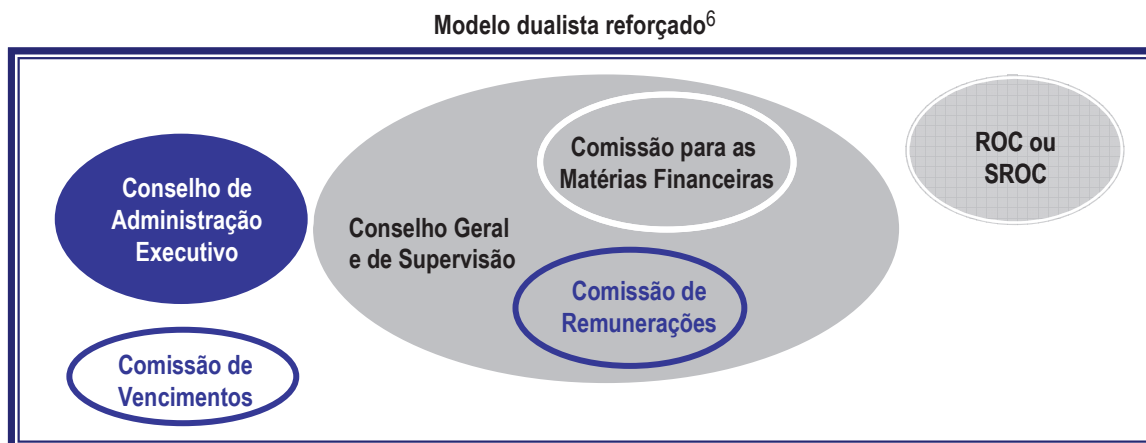 Modelo dualista reforçado6
Conselho de
Administração
Executivo
Comissão de
Vencimentos
Conselho Geral
e de Supervisão
Comissão para as
Matérias Financeiras
Comissão de
Remunerações
ROC ou
SROC